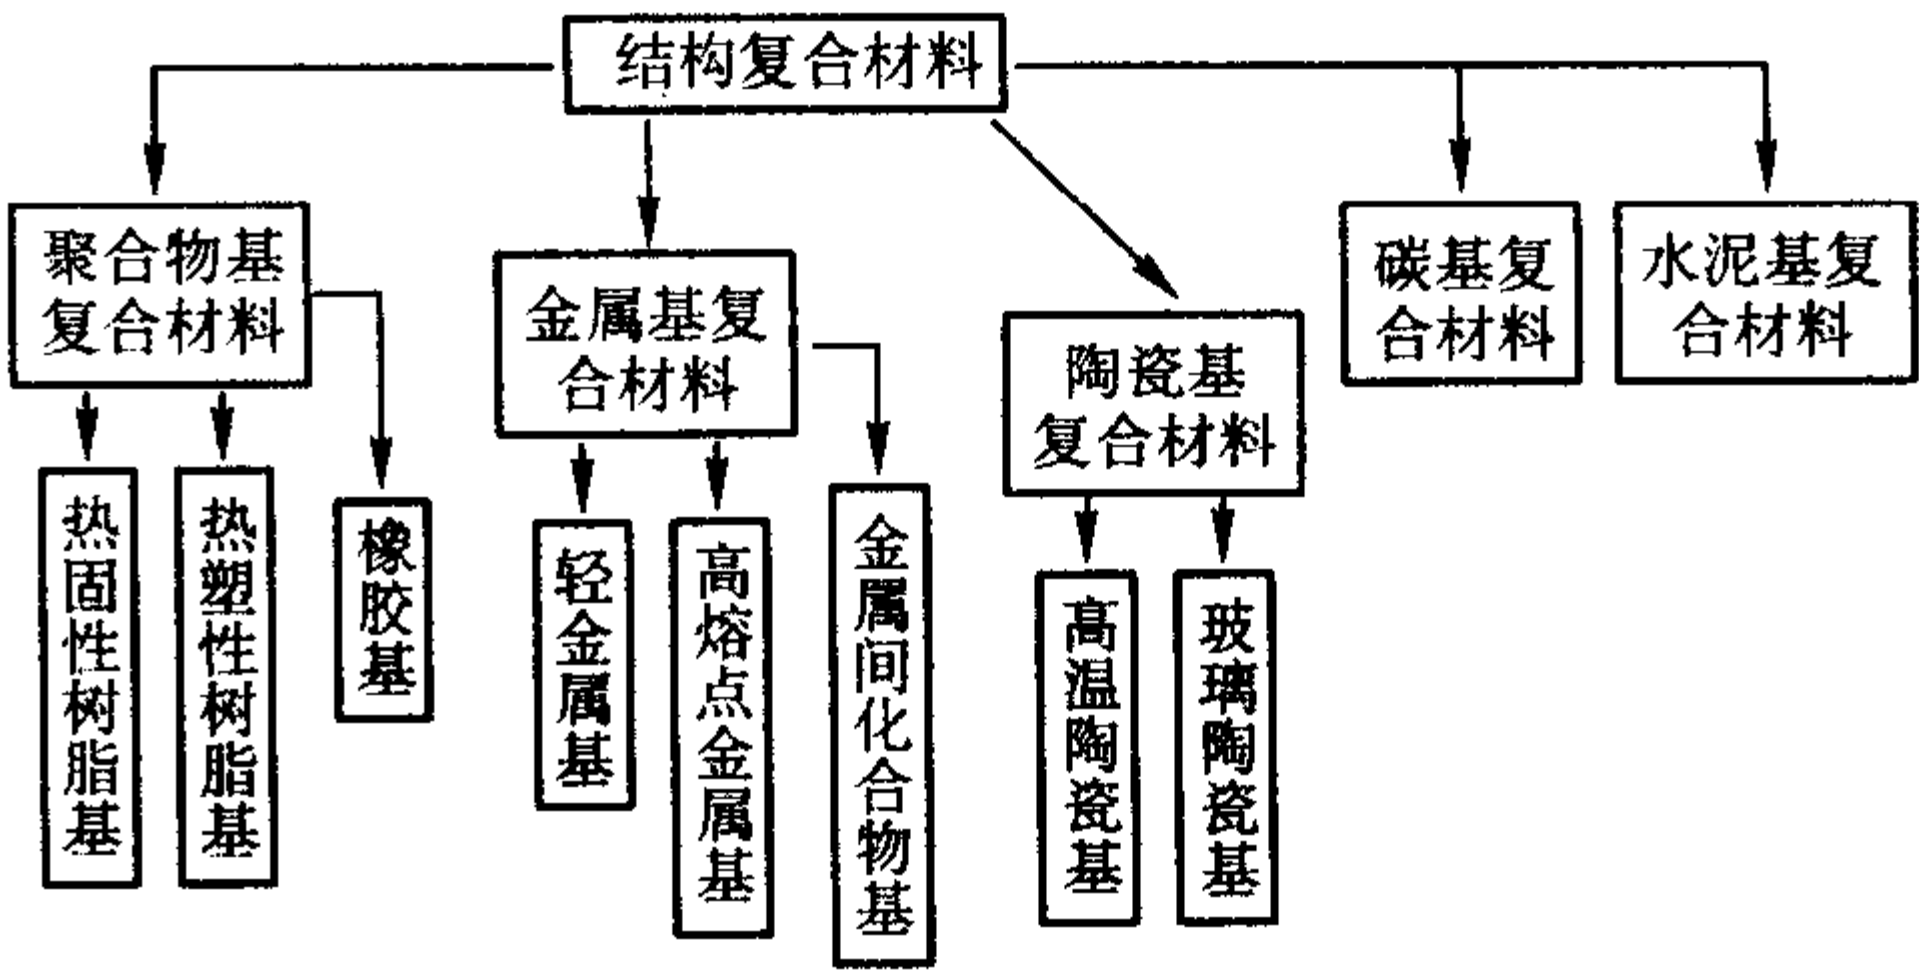 结构复合材料
聚合物基
复合材料
金属基复
合材料
陶瓷基
复合材料
碳基复
合材料
水泥基复
合材料
热固性树脂基
热塑性树脂基
橡胶基
轻金属基
高熔点金属基
金属间化合物基
高温陶瓷基
玻璃陶瓷基